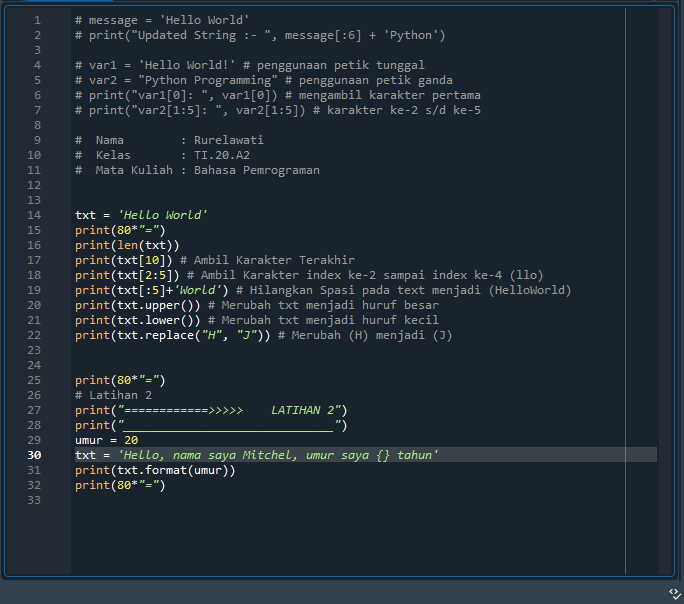 1 # message = 'Hello World'
2 # print("Updated String :- ", message[:6] + 'Python')
3
4 # var1 = 'Hello World!' # penggunaan petik tunggal
5 # var2 = "Python Programming" # penggunaan petik ganda
6 # print("var1[0]: ", var1[0]) # mengambil karakter pertama
7 # print("var2[1:5]: ", var2[1:5]) # karakter ke-2 s/d ke-5
8
9 #  Nama        : Rurelawati
10 #  Kelas       : TI.20.A2
11 #  Mata Kuliah : Bahasa Pemrograman
12
13
14 txt = 'Hello World'
15 print(80*"=")
16 print(len(txt))
17 print(txt[10]) # Ambil Karakter Terakhir
18 print(txt[2:5]) # Ambil Karakter index ke-2 sampai index ke-4 (llo)
19 print(txt[:5]+'World') # Hilangkan Spasi pada text menjadi (HelloWorld)
20 print(txt.upper()) # Merubah txt menjadi huruf besar
21 print(txt.lower()) # Merubah txt menjadi huruf kecil
22 print(txt.replace("H", "J")) # Merubah (H) menjadi (J)
23
24
25 print(80*"=")
26 # Latihan 2
27 print("============>>>>>    LATIHAN 2")
28 print("______________________________")
29 umur = 20
30 txt = 'Hello, nama saya Mitchel, umur saya {} tahun'
31 print(txt.format(umur))
32 print(80*"=")
33